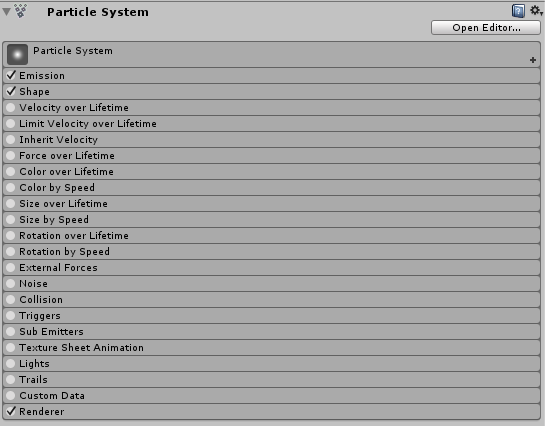 Particle System
Open Editor...
Particle System
Emission
Shape
Velocity over Lifetime
Limit Velocity over Lifetime
Inherit Velocity
Force over Lifetime
Color over Lifetime
Color by Speed
Size over Lifetime
Size by Speed
Rotation over Lifetime
Rotation by Speed
External Forces
Noise
Collision
Triggers
Sub Emitters
Texture Sheet Animation
Lights
Trails
Custom Data
Renderer